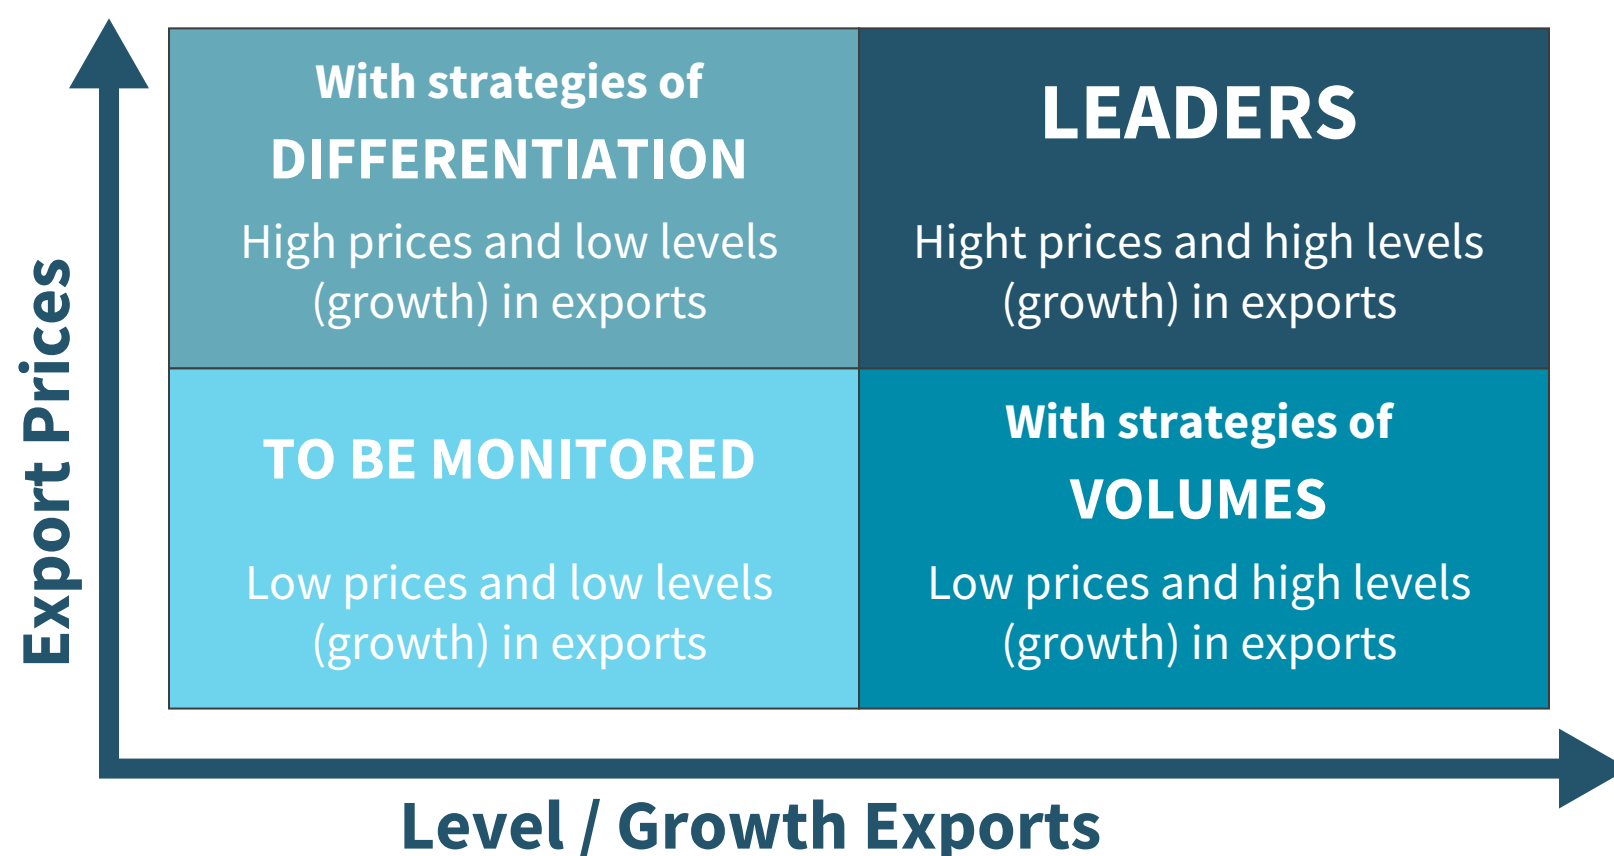 With strategies of
DIFFERENTIATION
High prices and low levels
(growth) in exports
LEADERS
Hight prices and high levels
(growth) in exports
TO BE MONITORED
Low prices and low levels
(growth) in exports
With strategies of
VOLUMES
Low prices and high levels
(growth) in exports
Export Prices
Level / Growth Exports